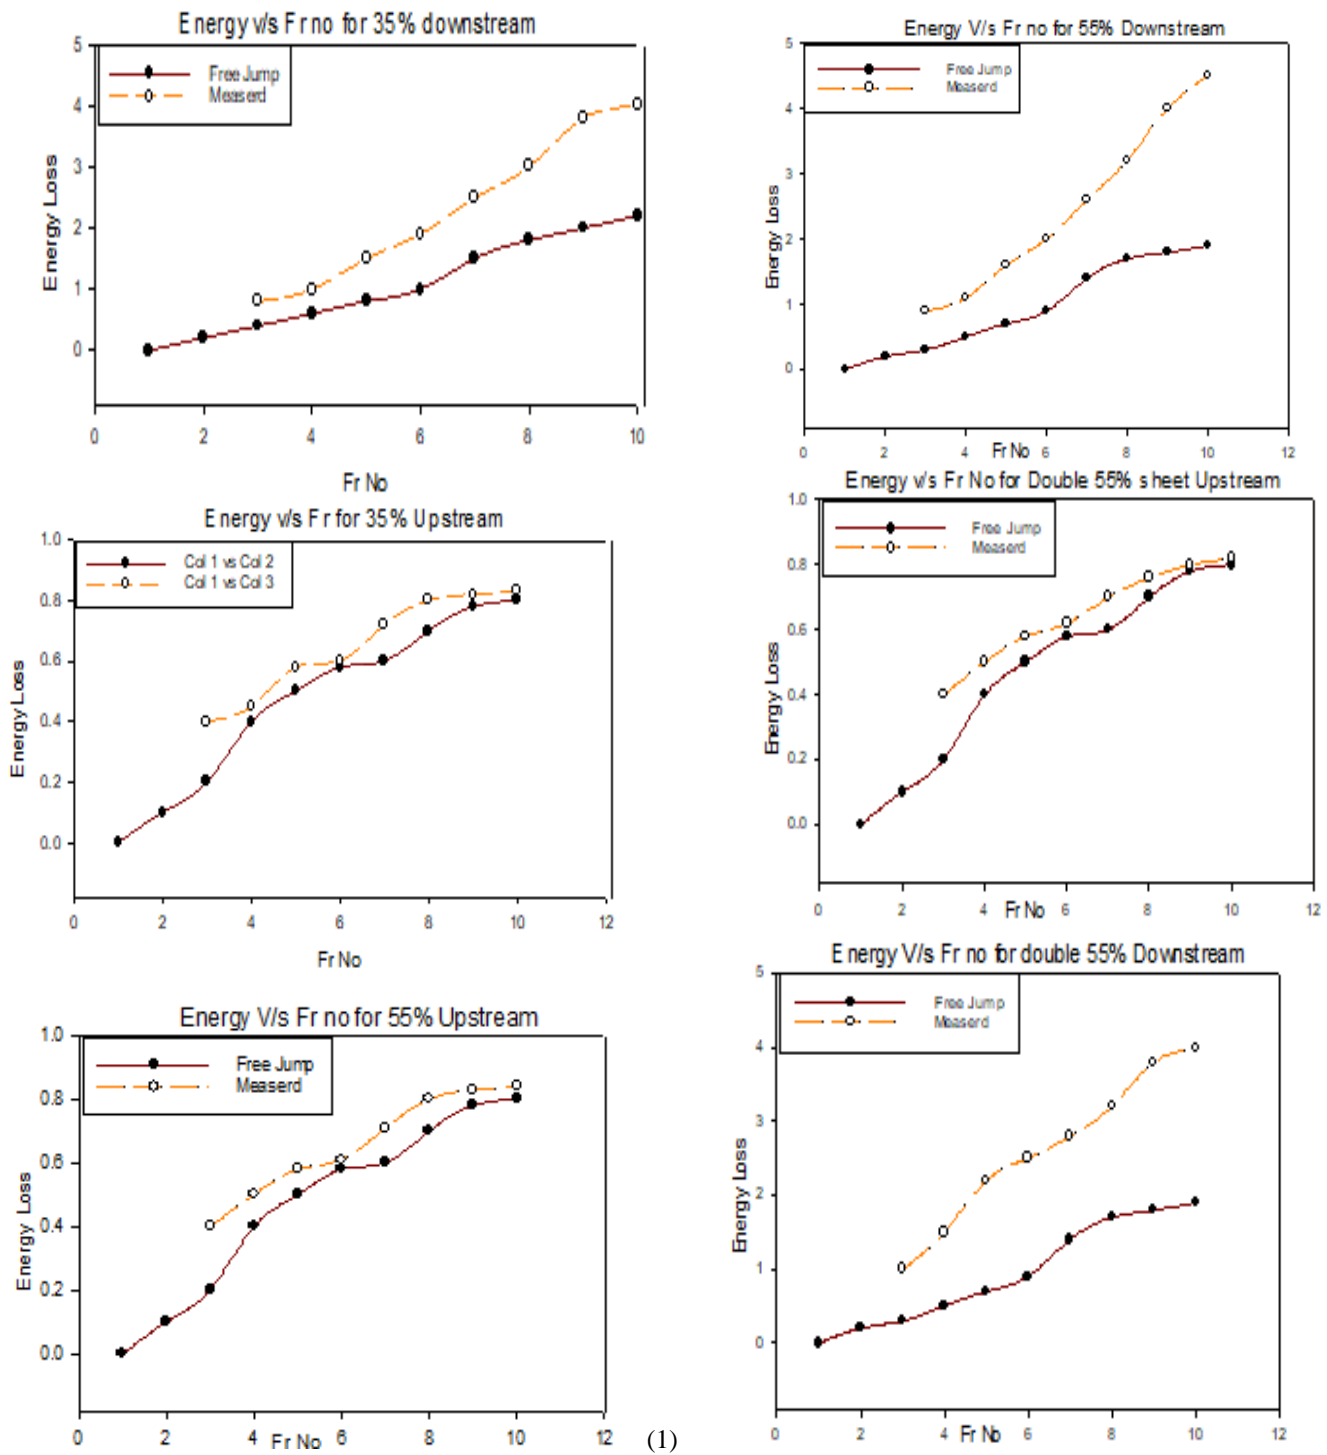 Energy v/s Fr no for 35% downstream
Free Jump
Measerd
5
4
3
2
1
0
Energy Loss
0 2 4 6 8 10
Fr No
Energy V/s Fr no for 55% Downstream
Free Jump
Measerd
5
4
3
2
1
0
Energy Loss
0 2 4 6 8 10 12
Fr No
Energy v/s Fr for 35% Upstream
Col 1 vs Col 2
Col 1 vs Col 3
1.0
0.8
0.6
0.4
0.2
0.0
Energy Loss
0 2 4 6 8 10 12
Fr No
Energy v/s Fr No for Double 55% sheet Upstream
Free Jump
Measerd
1.0
0.8
0.6
0.4
0.2
0.0
Energy Loss
0 2 4 6 8 10 12
Fr No
Energy V/s Fr no for 55% Upstream
Free Jump
Measerd
1.0
0.8
0.6
0.4
0.2
0.0
Energy Loss
0 2 4 6 8 10 12
Fr No
(1)
Energy V/s Fr no for double 55% Downstream
Free Jump
Measerd
5
4
3
2
1
0
Energy Loss
0 2 4 6 8 10 12
Fr No